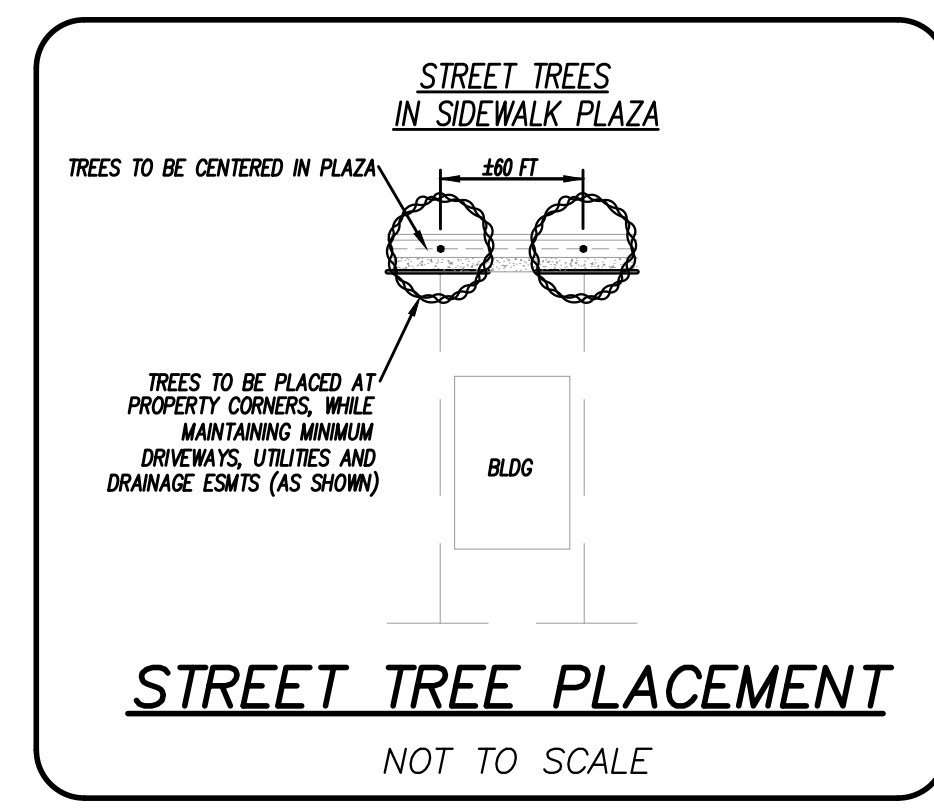 STREET TREES
IN SIDEWALK PLAZA
TREES TO BE CENTERED IN PLAZA
±60 FT
TREES TO BE PLACED AT
PROPERTY CORNERS, WHILE
MAINTAINING MINIMUM
DRIVEWAYS, UTILITIES AND
DRAINAGE ESMTS (AS SHOWN)
BLDG
STREET TREE PLACEMENT
NOT TO SCALE